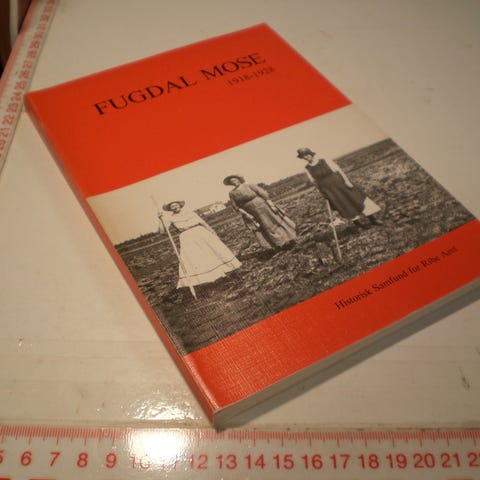 FUGDAL MOSE
1918-1928
Historisk Samfund for Ribe Amt
5 6 7 8 9 10 11 12 13 14 15 16 17 18 19 20 21 22